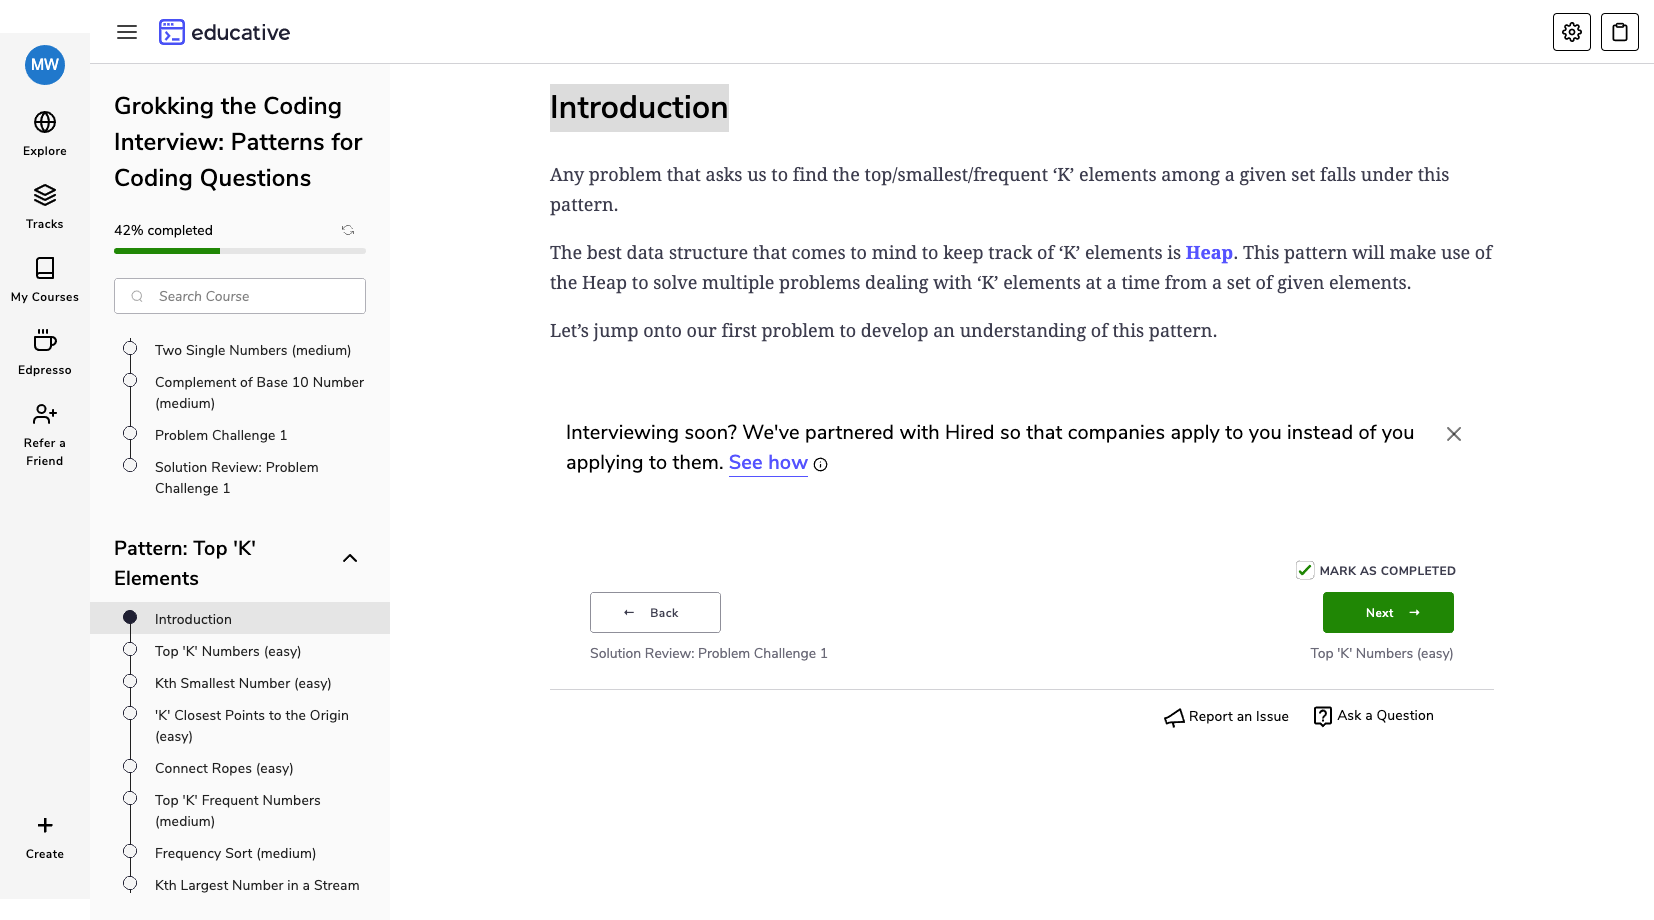 educative
MW
Explore
Tracks
My Courses
Edpresso
Refer a
Friend
Create
Grokking the Coding
Interview: Patterns for
Coding Questions
42% completed
Search Course
Two Single Numbers (medium)
Complement of Base 10 Number
(medium)
Problem Challenge 1
Solution Review: Problem
Challenge 1
Pattern: Top 'K'
Elements
Introduction
Top 'K' Numbers (easy)
Kth Smallest Number (easy)
'K' Closest Points to the Origin
(easy)
Connect Ropes (easy)
Top 'K' Frequent Numbers
(medium)
Frequency Sort (medium)
Kth Largest Number in a Stream
Introduction
Any problem that asks us to find the top/smallest/frequent ‘K’ elements among a given set falls under this
pattern.
The best data structure that comes to mind to keep track of ‘K’ elements is Heap. This pattern will make use of
the Heap to solve multiple problems dealing with ‘K’ elements at a time from a set of given elements.
Let’s jump onto our first problem to develop an understanding of this pattern.
Interviewing soon? We've partnered with Hired so that companies apply to you instead of you
applying to them. See how
MARK AS COMPLETED
← Back
Next →
Solution Review: Problem Challenge 1
Top 'K' Numbers (easy)
Report an Issue
Ask a Question